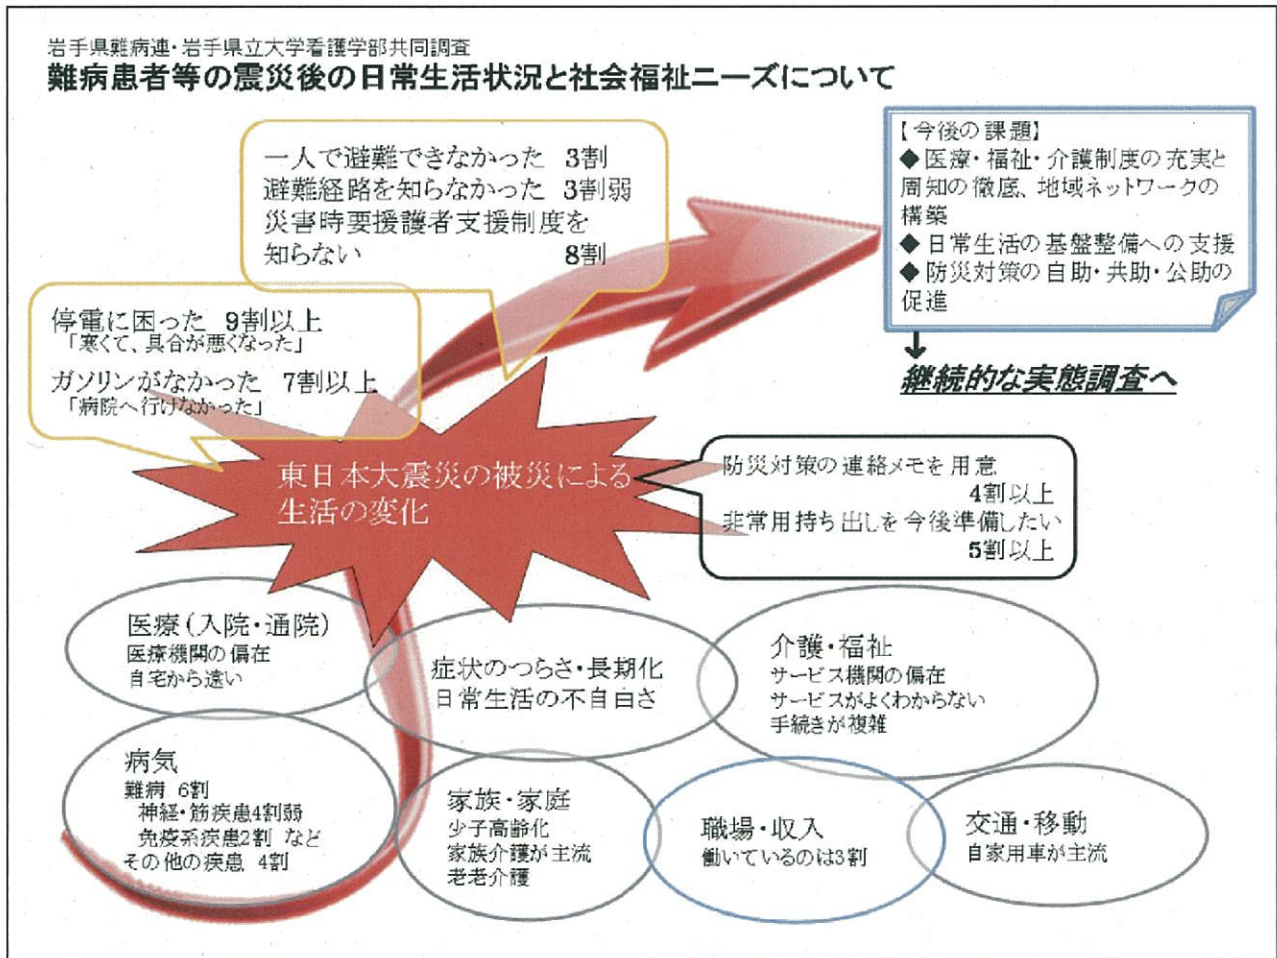 岩手県難病連・岩手県立大学看護学部共同調査
難病患者等の震災後の日常生活状況と社会福祉ニーズについて
一人で避難できなかった 3割
避難経路を知らなかった 3割弱
災害時要援護者支援制度を
知らない 8割
【今後の課題】
◆医療・福祉・介護制度の充実と
周知の徹底、地域ネットワークの
構築
◆日常生活の基盤整備への支援
◆防災対策の自助・共助・公助の
促進
継続的な実態調査へ
停電に困った 9割以上
「寒くて、具合が悪くなった」
ガソリンがなかった 7割以上
「病院へ行けなかった」
東日本大震災の被災による
生活の変化
防災対策の連絡メモを用意
4割以上
非常用持ち出しを今後準備したい
5割以上
医療(入院・通院)
医療機関の偏在
自宅から遠い
症状のつらさ・長期化
日常生活の不自由さ
介護・福祉
サービス機関の偏在
サービスがよくわからない
手続きが複雑
病気
難病 6割
神経・筋疾患4割弱
免疫系疾患2割 など
その他の疾患 4割
家族・家庭
少子高齢化
家族介護が主流
老老介護
職場・収入
働いているのは3割
交通・移動
自家用車が主流